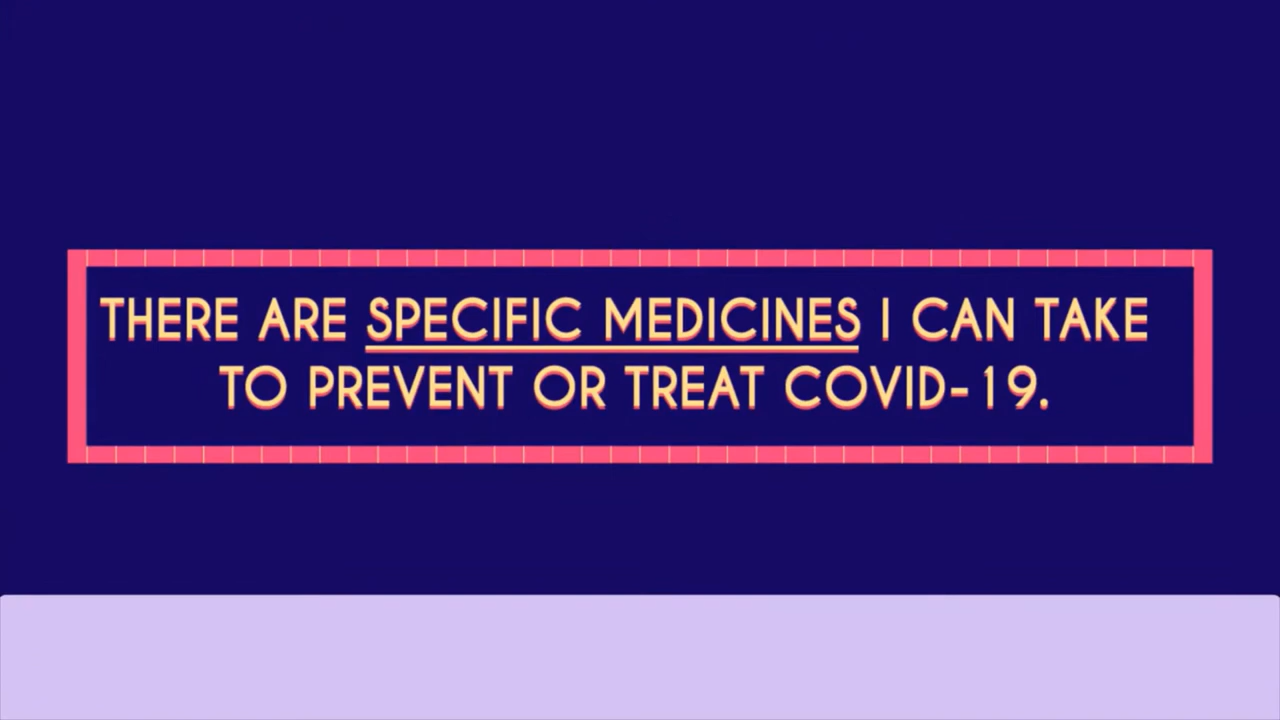 THERE ARE SPECIFIC MEDICINES I CAN TAKE
TO PREVENT OR TREAT COVID-19.